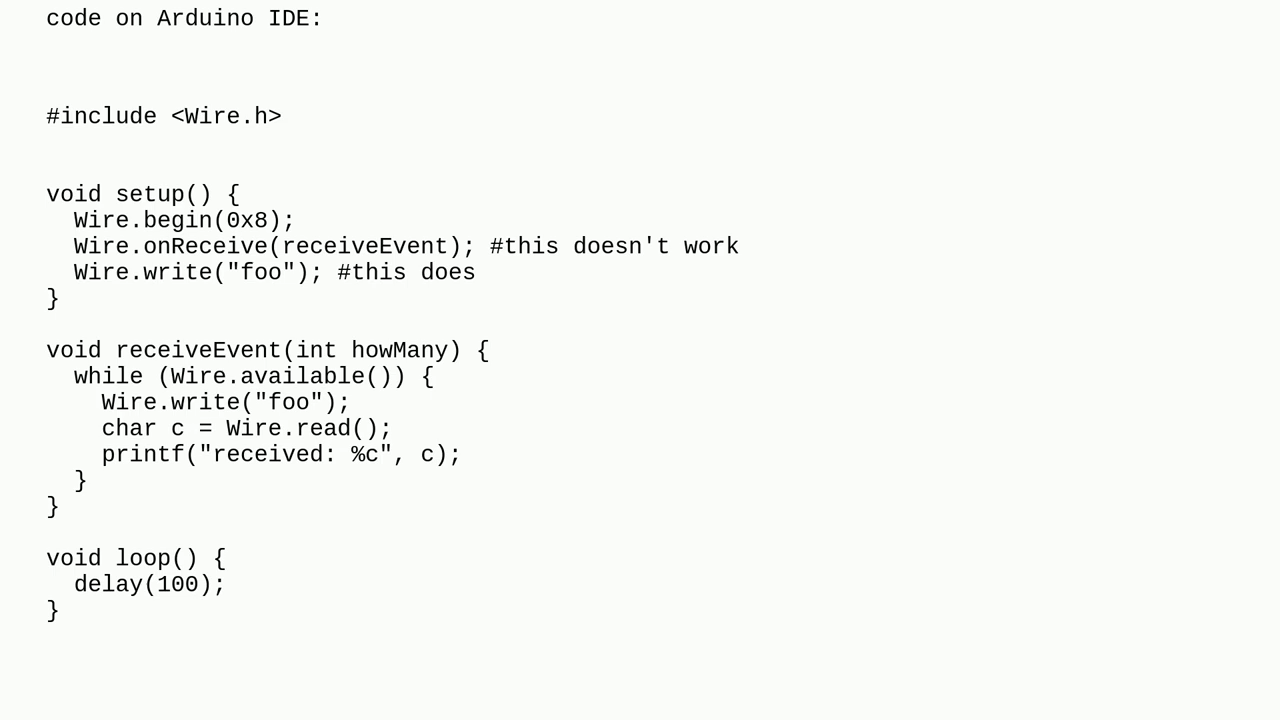 code on Arduino IDE:
#include <Wire.h>
void setup() {
  Wire.begin(0x8);
  Wire.onReceive(receiveEvent); #this doesn't work
  Wire.write("foo"); #this does
}
void receiveEvent(int howMany) {
  while (Wire.available()) {
    Wire.write("foo");
    char c = Wire.read();
    printf("received: %c", c);
  }
}
void loop() {
  delay(100);
}